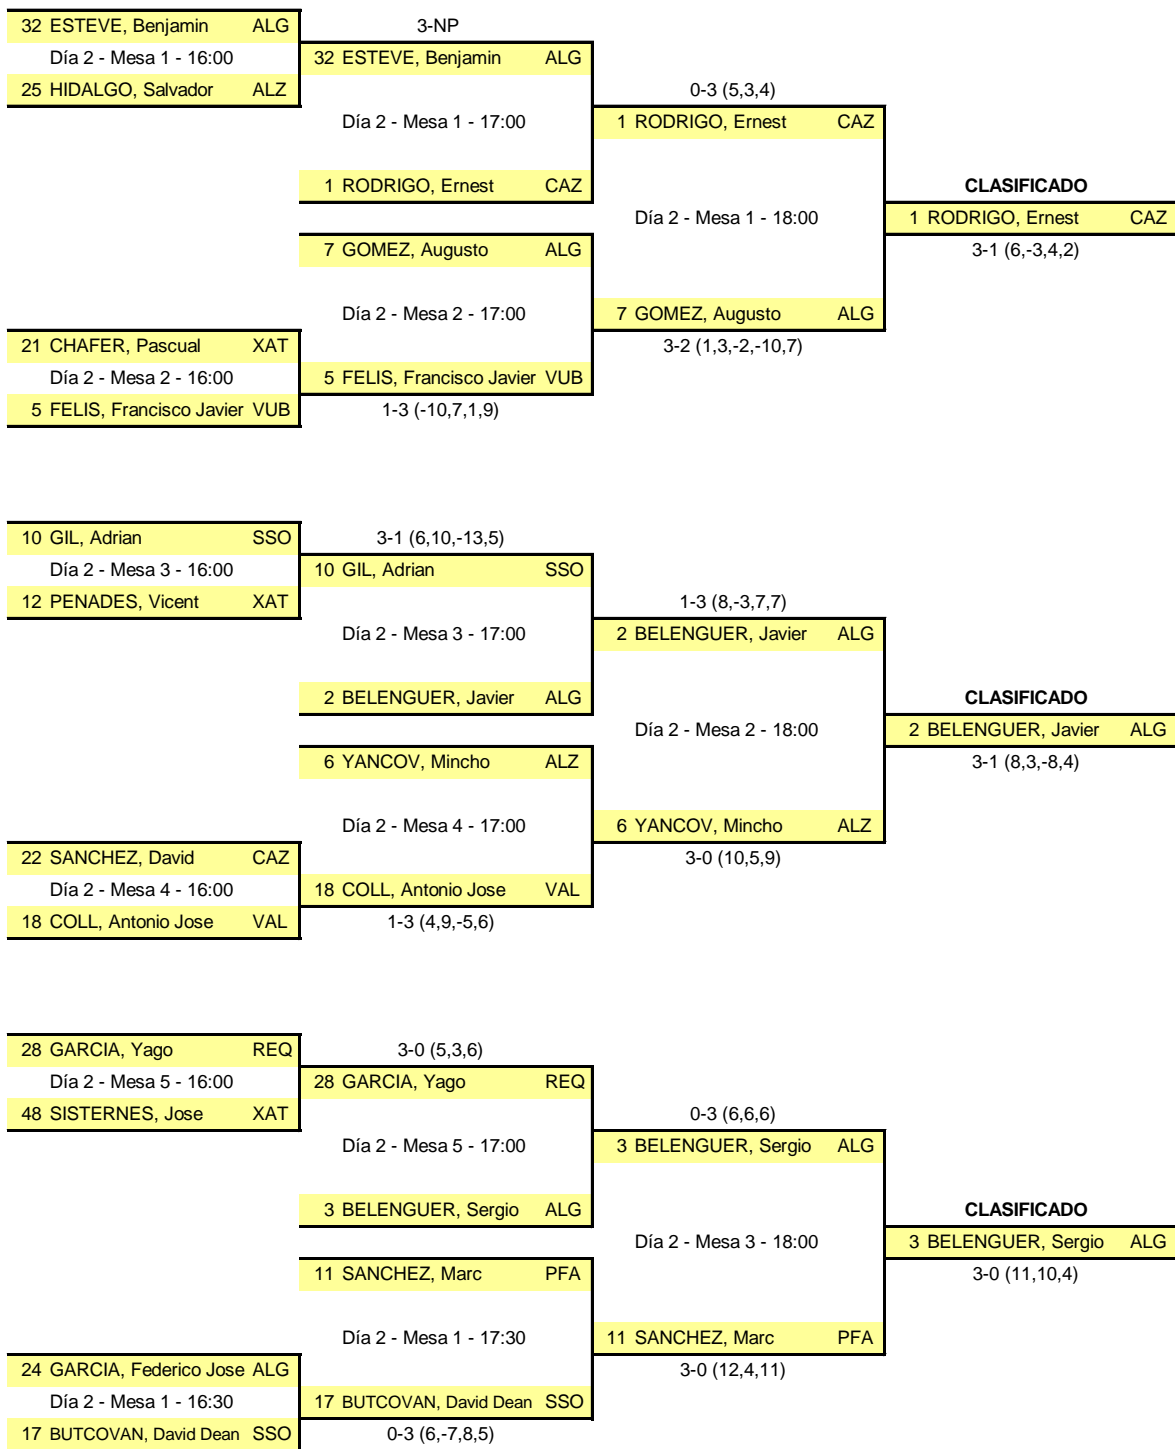 32 ESTEVE, Benjamin ALG
3-NP
Día 2 - Mesa 1 - 16:00
32 ESTEVE, Benjamin ALG
25 HIDALGO, Salvador ALZ
0-3 (5,3,4)
Día 2 - Mesa 1 - 17:00
1 RODRIGO, Ernest CAZ
1 RODRIGO, Ernest CAZ
CLASIFICADO
Día 2 - Mesa 1 - 18:00
1 RODRIGO, Ernest CAZ
7 GOMEZ, Augusto ALG
3-1 (6,-3,4,2)
Día 2 - Mesa 2 - 17:00
7 GOMEZ, Augusto ALG
21 CHAFER, Pascual XAT
3-2 (1,3,-2,-10,7)
Día 2 - Mesa 2 - 16:00
5 FELIS, Francisco Javier VUB
5 FELIS, Francisco Javier VUB
1-3 (-10,7,1,9)
10 GIL, Adrian SSO
3-1 (6,10,-13,5)
Día 2 - Mesa 3 - 16:00
10 GIL, Adrian SSO
12 PENADES, Vicent XAT
1-3 (8,-3,7,7)
Día 2 - Mesa 3 - 17:00
2 BELENGUER, Javier ALG
2 BELENGUER, Javier ALG
CLASIFICADO
Día 2 - Mesa 2 - 18:00
2 BELENGUER, Javier ALG
6 YANCOV, Mincho ALZ
3-1 (8,3,-8,4)
Día 2 - Mesa 4 - 17:00
6 YANCOV, Mincho ALZ
22 SANCHEZ, David CAZ
3-0 (10,5,9)
Día 2 - Mesa 4 - 16:00
18 COLL, Antonio Jose VAL
18 COLL, Antonio Jose VAL
1-3 (4,9,-5,6)
28 GARCIA, Yago REQ
3-0 (5,3,6)
Día 2 - Mesa 5 - 16:00
28 GARCIA, Yago REQ
48 SISTERNES, Jose XAT
0-3 (6,6,6)
Día 2 - Mesa 5 - 17:00
3 BELENGUER, Sergio ALG
3 BELENGUER, Sergio ALG
CLASIFICADO
Día 2 - Mesa 3 - 18:00
3 BELENGUER, Sergio ALG
11 SANCHEZ, Marc PFA
3-0 (11,10,4)
Día 2 - Mesa 1 - 17:30
11 SANCHEZ, Marc PFA
24 GARCIA, Federico Jose ALG
3-0 (12,4,11)
Día 2 - Mesa 1 - 16:30
17 BUTCOVAN, David Dean SSO
17 BUTCOVAN, David Dean SSO
0-3 (6,-7,8,5)